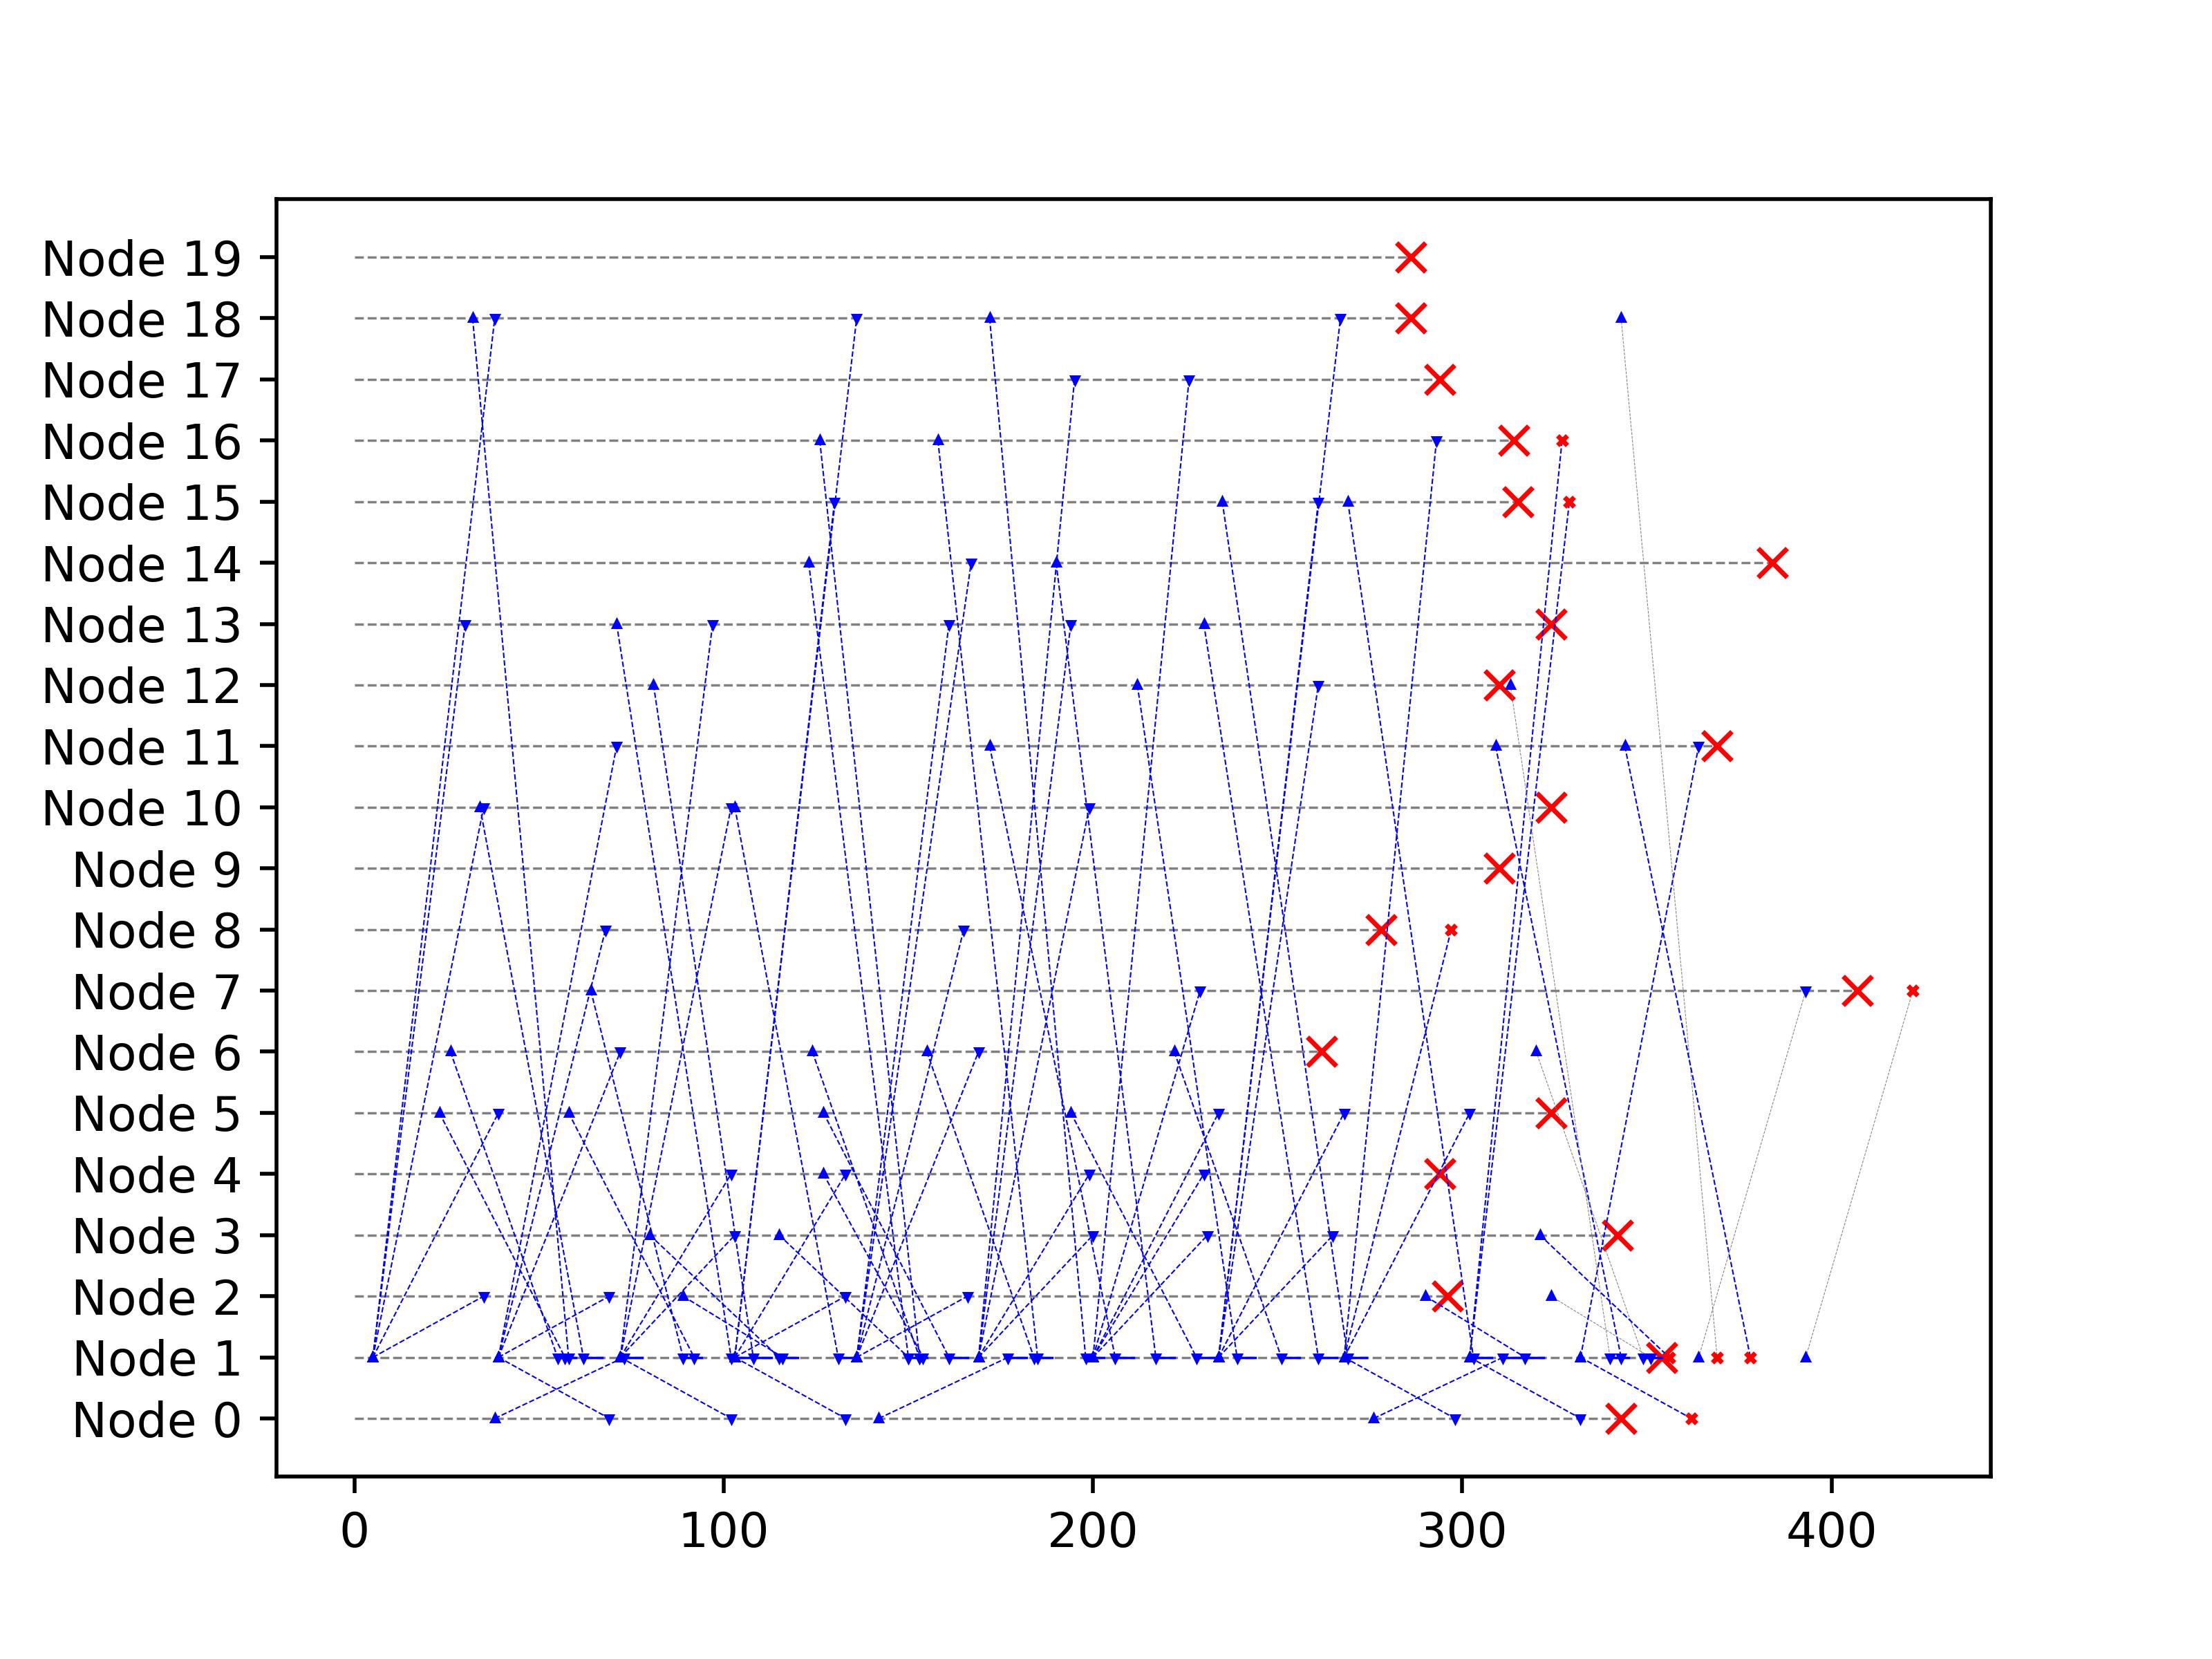 Node 19
Node 18
Node 17
Node 16
Node 15
Node 14
Node 13
Node 12
Node 11
Node 10
Node 9
Node 8
Node 7
Node 6
Node 5
Node 4
Node 3
Node 2
Node 1
Node 0
0 100 200 300 400